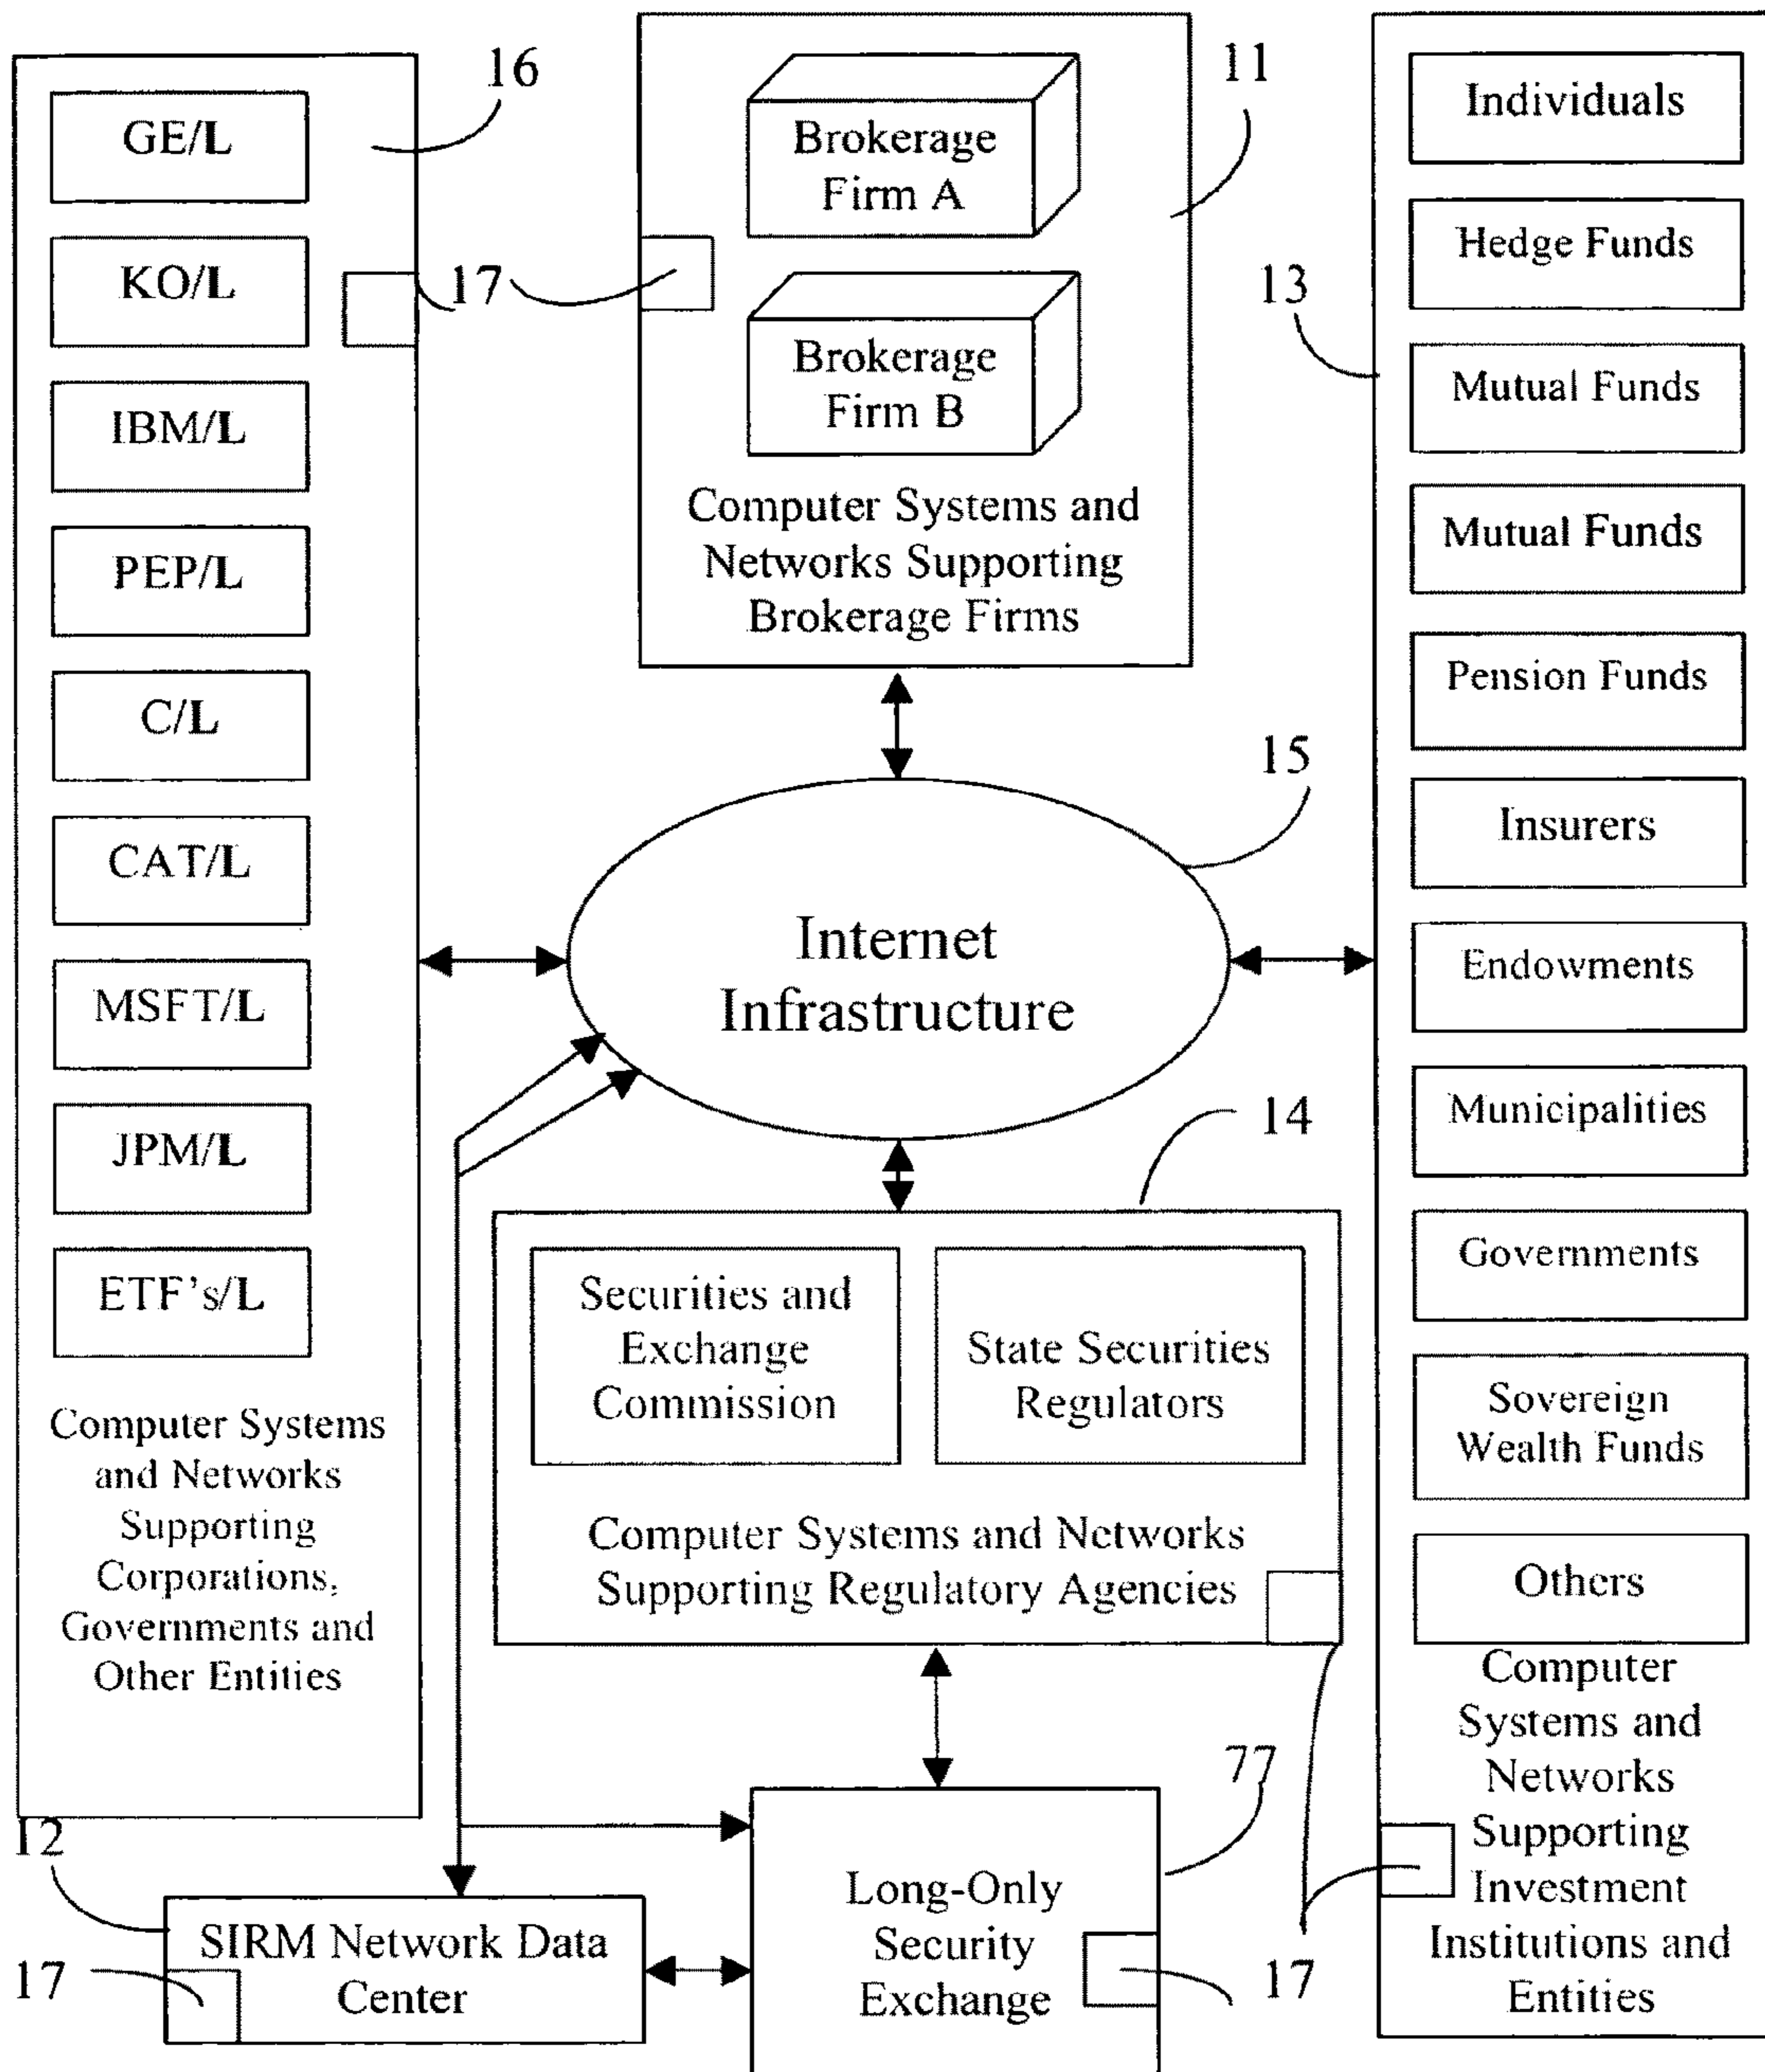 16
GE/L
KO/L
17
IBM/L
PEP/L
C/L
CAT/L
MSFT/L
JPM/L
ETF's/L
Computer Systems
and Networks
Supporting
Corporations,
Governments and
Other Entities
11
Brokerage
Firm A
Brokerage
Firm B
Computer Systems and
Networks Supporting
Brokerage Firms
15
Internet
Infrastructure
14
Securities and
Exchange
Commission
State Securities
Regulators
Computer Systems and Networks
Supporting Regulatory Agencies
13
Individuals
Hedge Funds
Mutual Funds
Mutual Funds
Pension Funds
Insurers
Endowments
Municipalities
Governments
Sovereign
Wealth Funds
Others
Computer
Systems and
Networks
Supporting
Investment
Institutions and
Entities
12
SIRM Network Data
Center
17
77
Long-Only
Security
Exchange
17